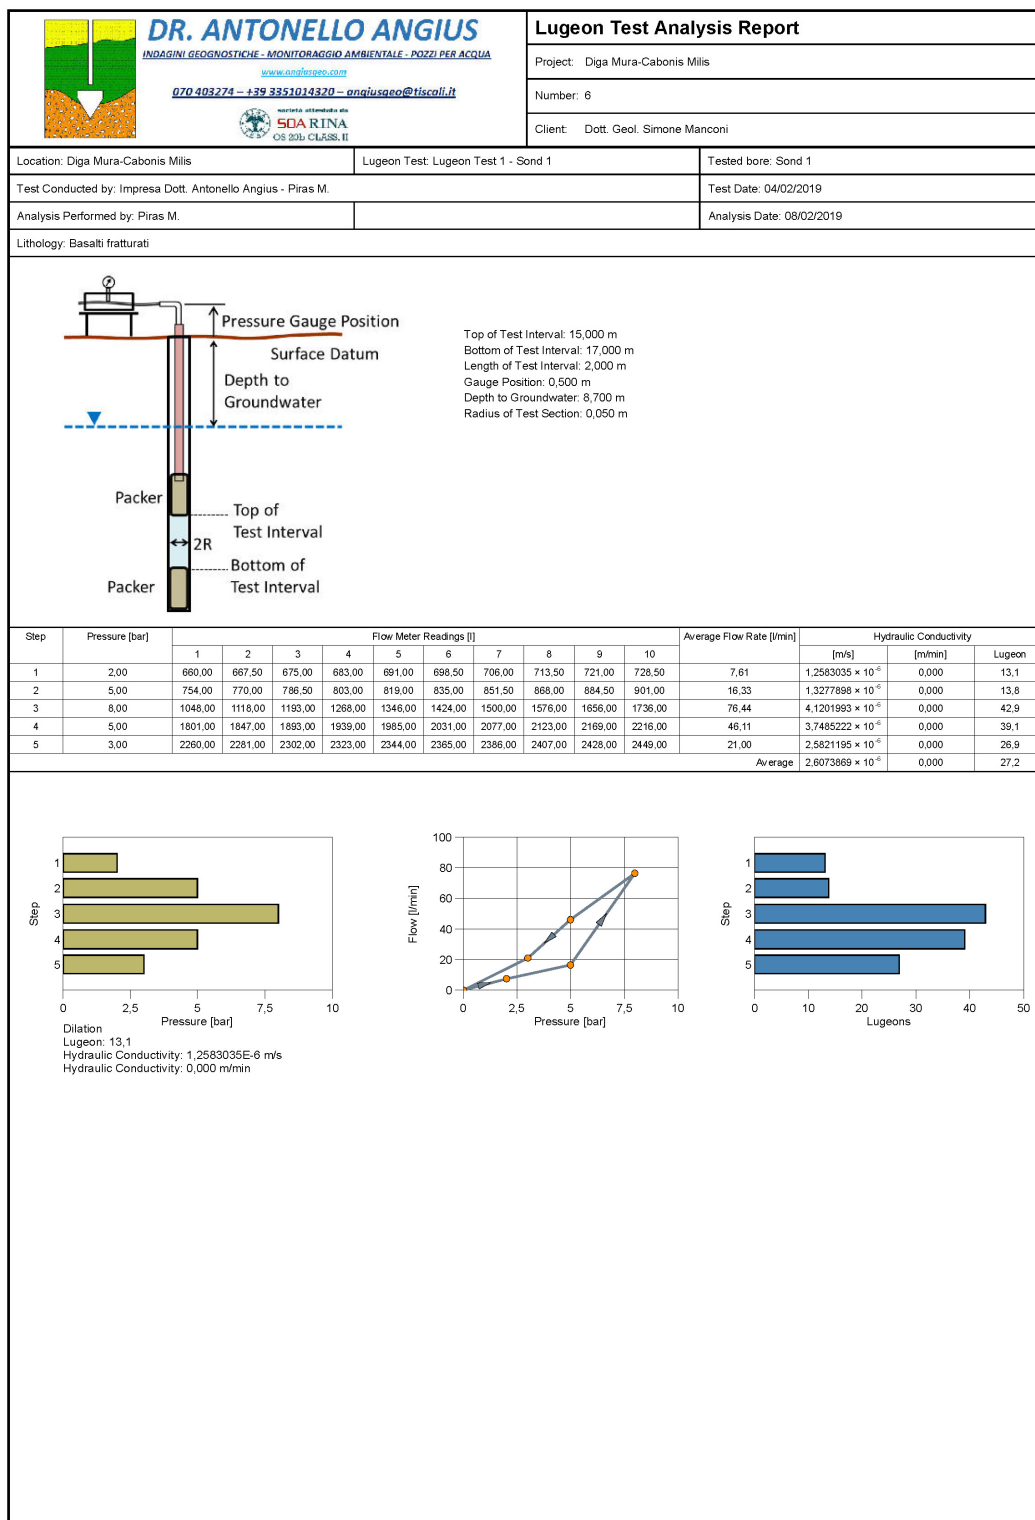 DR. ANTONELLO ANGIUS
INDAGINI GEOGNOSTICHE - MONITORAGGIO AMBIENTALE - POZZI PER ACQUA
www.angiusgeo.com
070 403274 – +39 3351014320 – angiusgeo@tiscali.it
società attestata da
SOA RINA
OS 20b CLASS. II
Lugeon Test Analysis Report
Project: Diga Mura-Cabonis Milis
Number: 6
Client: Dott. Geol. Simone Manconi
Location: Diga Mura-Cabonis Milis Lugeon Test: Lugeon Test 1 - Sond 1 Tested bore: Sond 1
Test Conducted by: Impresa Dott. Antonello Angius - Piras M. Test Date: 04/02/2019
Analysis Performed by: Piras M. Analysis Date: 08/02/2019
Lithology: Basalti fratturati
Pressure Gauge Position
Surface Datum
Depth to
Groundwater
Packer
Top of
Test Interval
2R
Bottom of
Packer Test Interval
Top of Test Interval: 15,000 m
Bottom of Test Interval: 17,000 m
Length of Test Interval: 2,000 m
Gauge Position: 0,500 m
Depth to Groundwater: 8,700 m
Radius of Test Section: 0,050 m
Step Pressure [bar] Flow Meter Readings [l] Average Flow Rate [l/min] Hydraulic Conductivity
1 2 3 4 5 6 7 8 9 10 [m/s] [m/min] Lugeon
1 2,00 660,00 667,50 675,00 683,00 691,00 698,50 706,00 713,50 721,00 728,50 7,61 1,2583035 × 10⁻⁶ 0,000 13,1
2 5,00 754,00 770,00 786,50 803,00 819,00 835,00 851,50 868,00 884,50 901,00 16,33 1,3277898 × 10⁻⁶ 0,000 13,8
3 8,00 1048,00 1118,00 1193,00 1268,00 1346,00 1424,00 1500,00 1576,00 1656,00 1736,00 76,44 4,1201993 × 10⁻⁶ 0,000 42,9
4 5,00 1801,00 1847,00 1893,00 1939,00 1985,00 2031,00 2077,00 2123,00 2169,00 2216,00 46,11 3,7485222 × 10⁻⁶ 0,000 39,1
5 3,00 2260,00 2281,00 2302,00 2323,00 2344,00 2365,00 2386,00 2407,00 2428,00 2449,00 21,00 2,5821195 × 10⁻⁶ 0,000 26,9
Average 2,6073869 × 10⁻⁶ 0,000 27,2
Step
1
2
3
4
5
0 2,5 5 7,5 10
Pressure [bar]
Flow [l/min]
100
80
60
40
20
0
0 2,5 5 7,5 10
Pressure [bar]
Step
1
2
3
4
5
0 10 20 30 40 50
Lugeons
Dilation
Lugeon: 13,1
Hydraulic Conductivity: 1,2583035E-6 m/s
Hydraulic Conductivity: 0,000 m/min